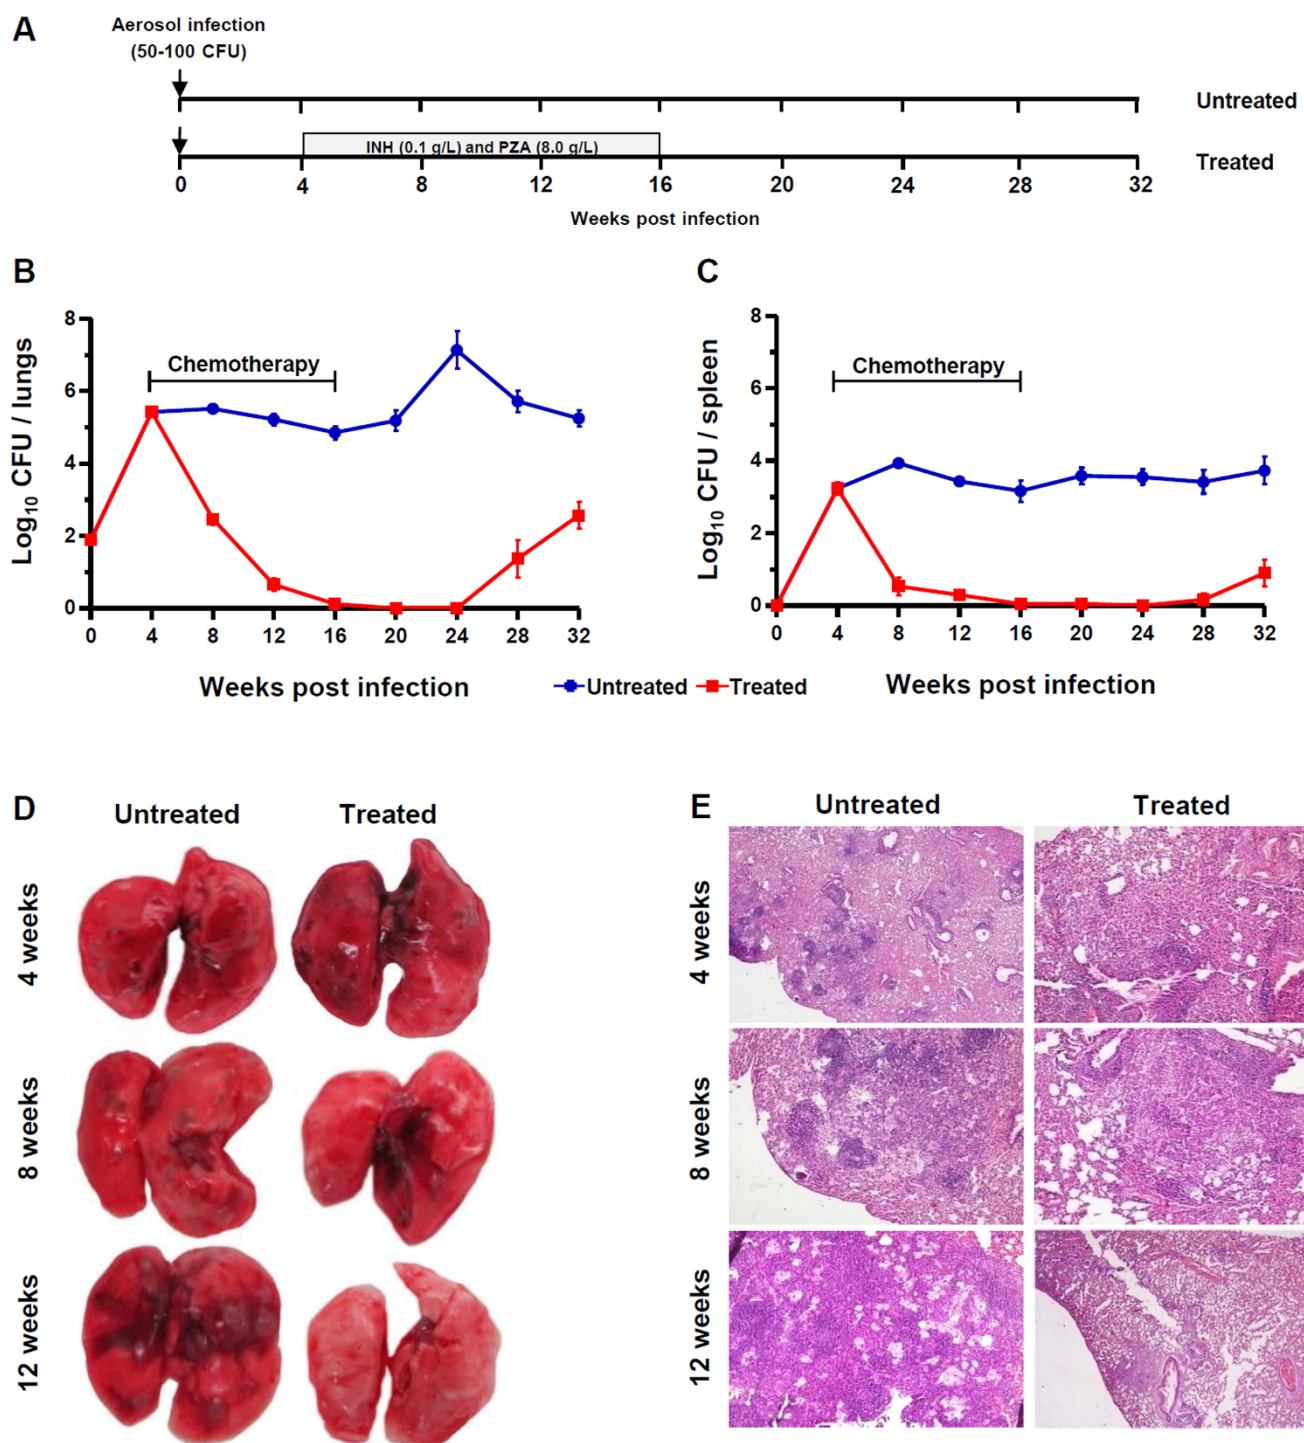 A
Aerosol infection
(50-100 CFU)
Untreated
INH (0.1 g/L) and PZA (8.0 g/L)
Treated
0 4 8 12 16 20 24 28 32
Weeks post infection
B
Log10 CFU / lungs
8
6
4
2
0
Chemotherapy
0 4 8 12 16 20 24 28 32
Weeks post infection
C
Log10 CFU / spleen
8
6
4
2
0
Chemotherapy
0 4 8 12 16 20 24 28 32
Weeks post infection
Untreated Treated
D
Untreated Treated
4 weeks
8 weeks
12 weeks
E
Untreated Treated
4 weeks
8 weeks
12 weeks